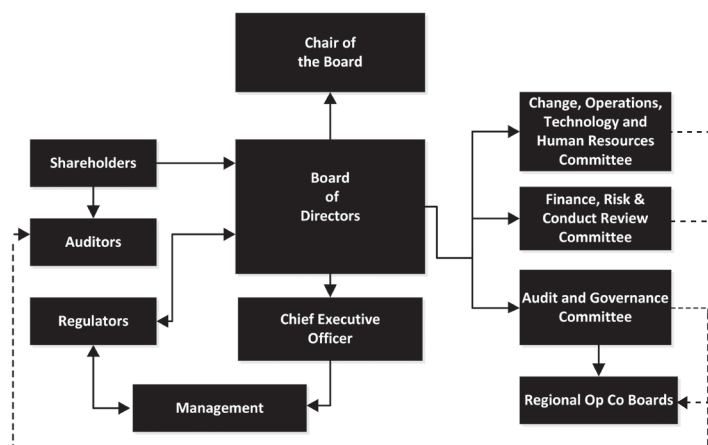 Chair of
the Board
Change, Operations,
Technology and
Human Resources
Committee
Shareholders
Board
of
Directors
Finance, Risk &
Conduct Review
Committee
Auditors
Regulators
Chief Executive
Officer
Audit and Governance
Committee
Management
Regional Op Co Boards